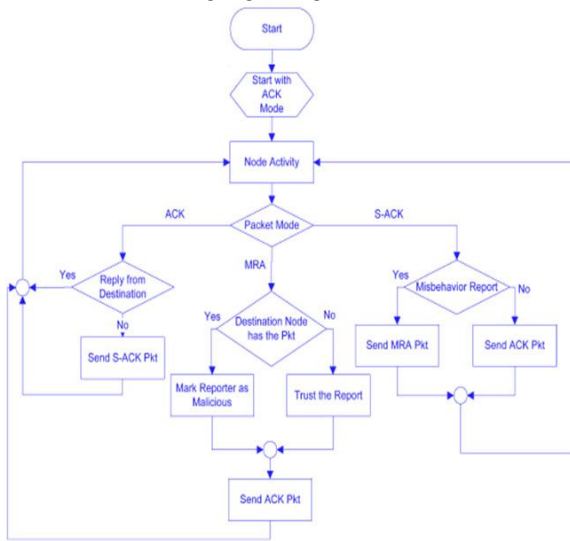 Start
Start with
ACK
Mode
Node Activity
Packet Mode
ACK
S-ACK
MRA
Yes
Reply from
Destination
No
Send S-ACK Pkt
Yes
Destination Node
has the Pkt
No
Mark Reporter as
Malicious
Trust the Report
Send ACK Pkt
Yes
Misbehavior Report
No
Send MRA Pkt
Send ACK Pkt